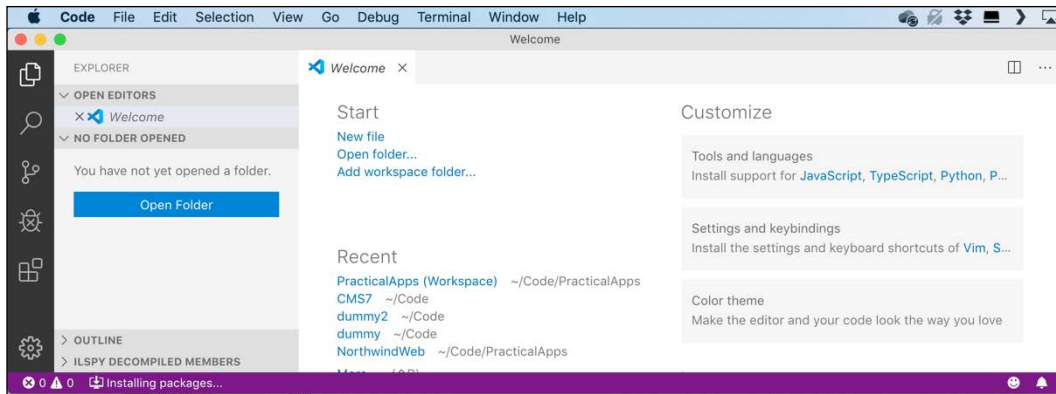 Code File Edit Selection View Go Debug Terminal Window Help
Welcome
EXPLORER
OPEN EDITORS
Welcome
NO FOLDER OPENED
You have not yet opened a folder.
Open Folder
OUTLINE
ILSPY DECOMPILED MEMBERS
Welcome
Start
New file
Open folder...
Add workspace folder...
Recent
PracticalApps (Workspace) ~/Code/PracticalApps
CMS7 ~/Code
dummy2 ~/Code
dummy ~/Code
NorthwindWeb ~/Code/PracticalApps
Customize
Tools and languages
Install support for JavaScript, TypeScript, Python, P...
Settings and keybindings
Install the settings and keyboard shortcuts of Vim, S...
Color theme
Make the editor and your code look the way you love
0 0 Installing packages...